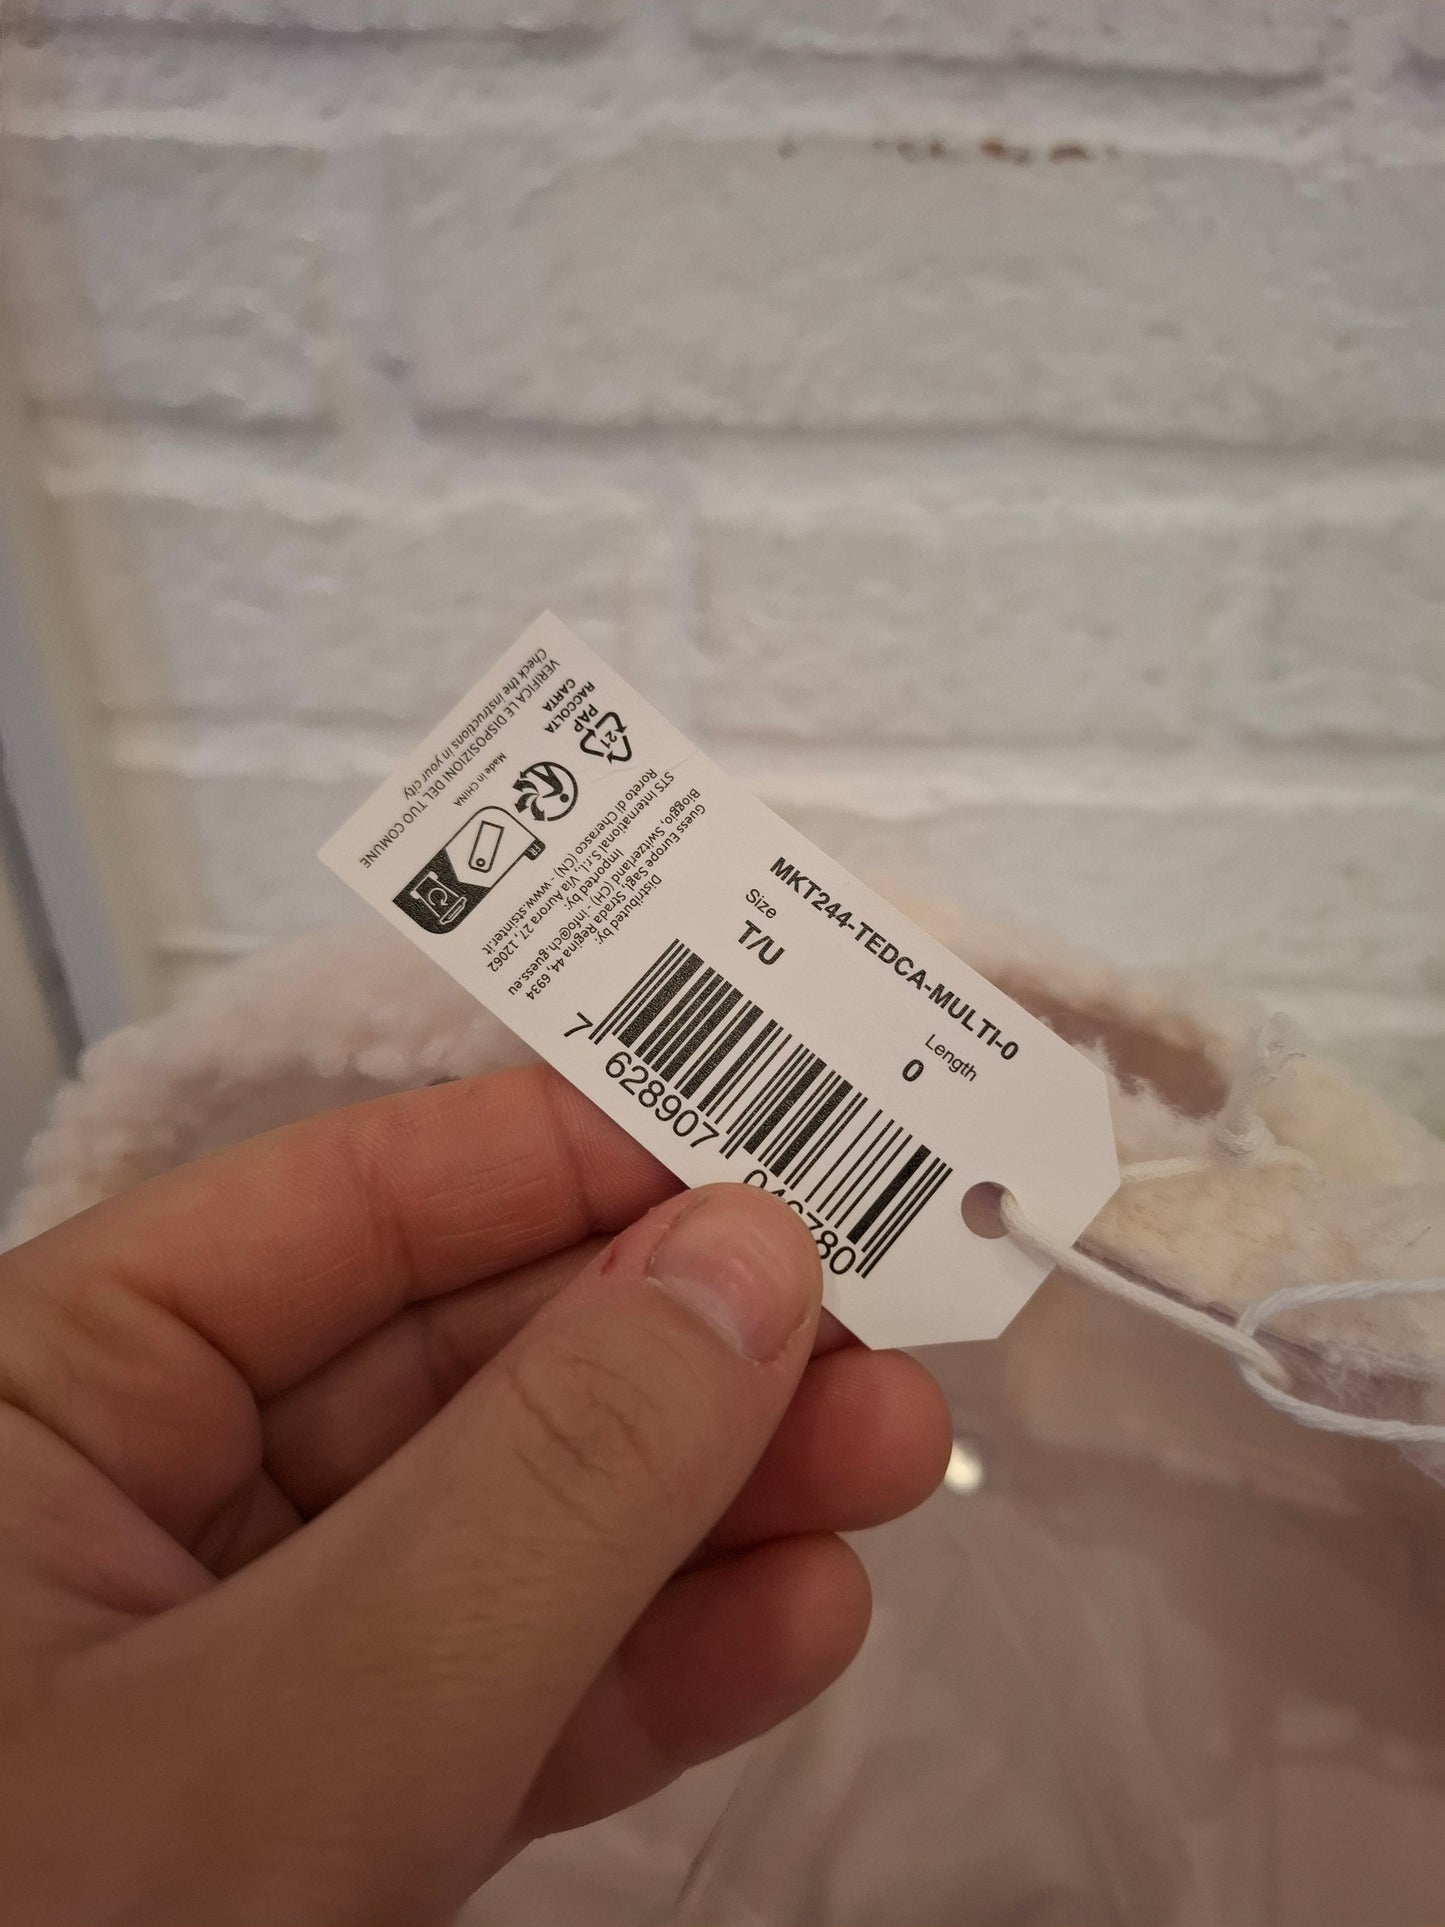 MKT244-TEDCA-MULTI-0
Size
Length
T/U
0
7
628907
780
Distributed by:
Guess Europe Sagl, Strada Regina 44, 6934
Bioggio, Switzerland (CH) - info@ch.guess.eu
Imported by:
STS International S.r.l., Via Aurora 27, 12062
Roreto di Cherasco (CN) - www.stsinter.it
Made in CHINA
FR
21
PAP
RACCOLTA
CARTA
VERIFICA LE DISPOSIZIONI DEL TUO COMUNE
Check the instructions in your city